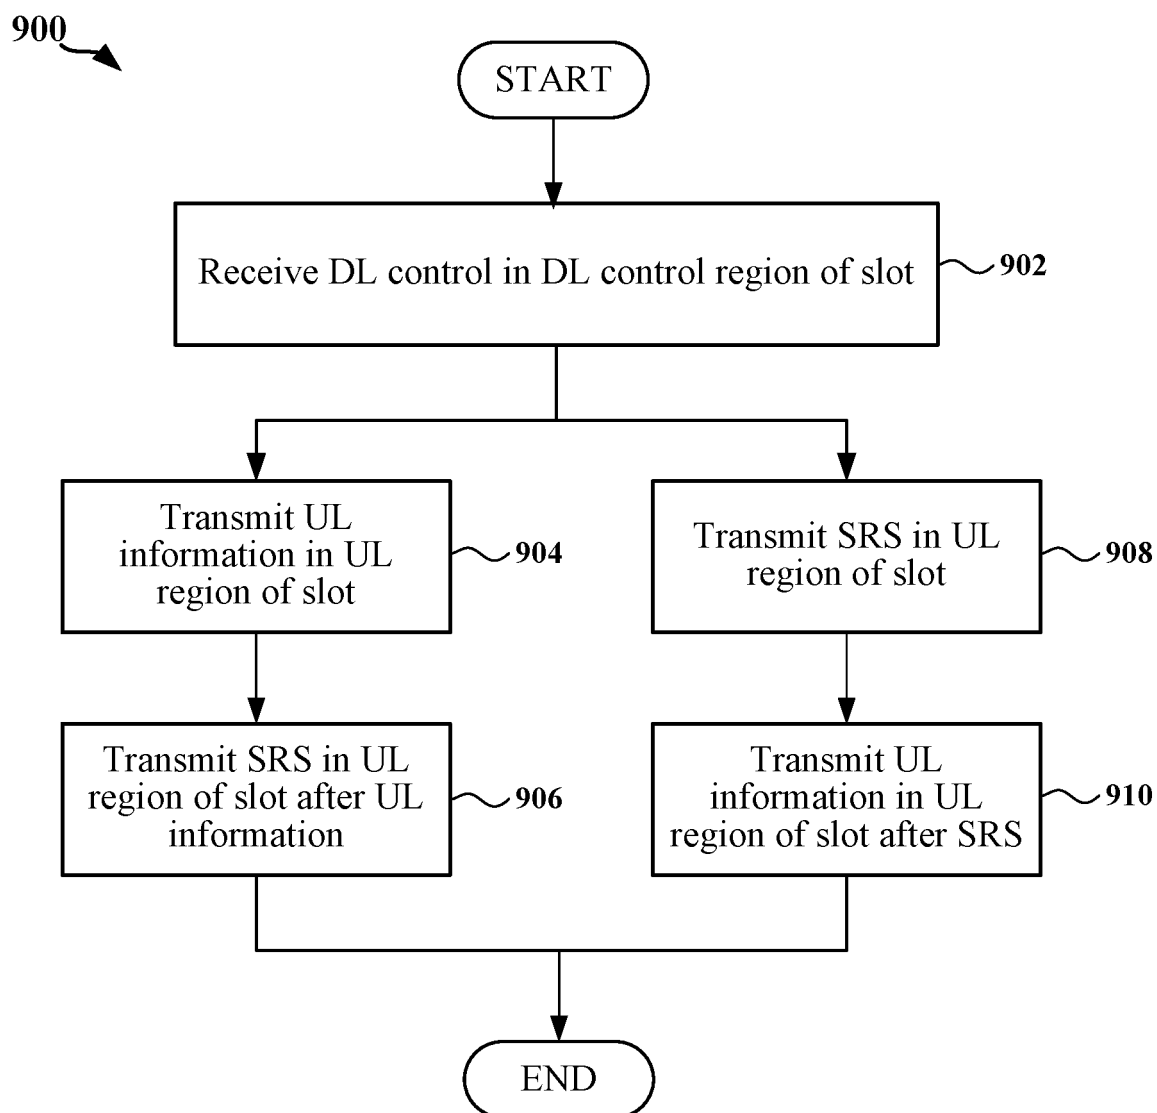 900
START
Receive DL control in DL control region of slot
902
Transmit UL
information in UL
region of slot
904
Transmit SRS in UL
region of slot
908
Transmit SRS in UL
region of slot after UL
information
906
Transmit UL
information in UL
region of slot after SRS
910
END